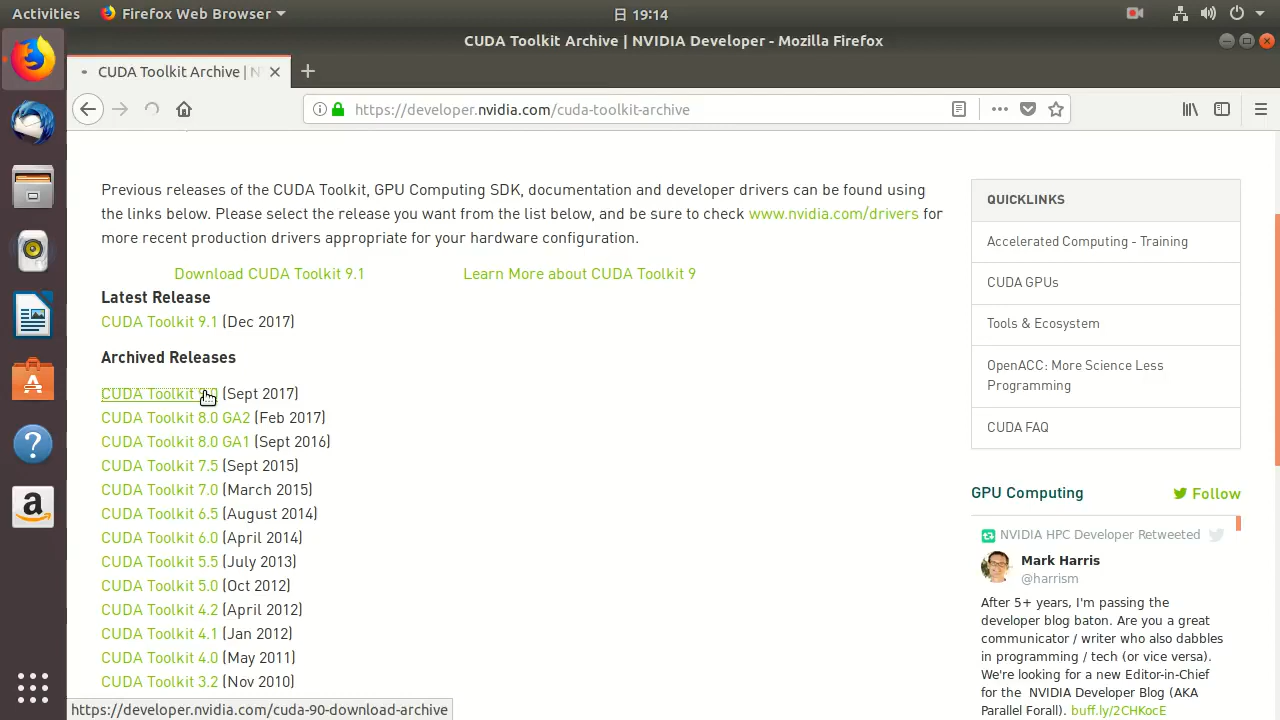 Activities
Firefox Web Browser
日 19:14
CUDA Toolkit Archive | NVIDIA Developer - Mozilla Firefox
CUDA Toolkit Archive | N
https://developer.nvidia.com/cuda-toolkit-archive
Previous releases of the CUDA Toolkit, GPU Computing SDK, documentation and developer drivers can be found using
the links below. Please select the release you want from the list below, and be sure to check www.nvidia.com/drivers for
more recent production drivers appropriate for your hardware configuration.
Download CUDA Toolkit 9.1
Learn More about CUDA Toolkit 9
Latest Release
CUDA Toolkit 9.1 (Dec 2017)
Archived Releases
CUDA Toolkit 9.0 (Sept 2017)
CUDA Toolkit 8.0 GA2 (Feb 2017)
CUDA Toolkit 8.0 GA1 (Sept 2016)
CUDA Toolkit 7.5 (Sept 2015)
CUDA Toolkit 7.0 (March 2015)
CUDA Toolkit 6.5 (August 2014)
CUDA Toolkit 6.0 (April 2014)
CUDA Toolkit 5.5 (July 2013)
CUDA Toolkit 5.0 (Oct 2012)
CUDA Toolkit 4.2 (April 2012)
CUDA Toolkit 4.1 (Jan 2012)
CUDA Toolkit 4.0 (May 2011)
CUDA Toolkit 3.2 (Nov 2010)
https://developer.nvidia.com/cuda-90-download-archive
QUICKLINKS
Accelerated Computing - Training
CUDA GPUs
Tools & Ecosystem
OpenACC: More Science Less
Programming
CUDA FAQ
GPU Computing
Follow
NVIDIA HPC Developer Retweeted
Mark Harris
@harrism
After 5+ years, I'm passing the
developer blog baton. Are you a great
communicator / writer who also dabbles
in programming / tech (or vice versa).
We're looking for a new Editor-in-Chief
for the NVIDIA Developer Blog (AKA
Parallel Forall). buff.ly/2CHKocE